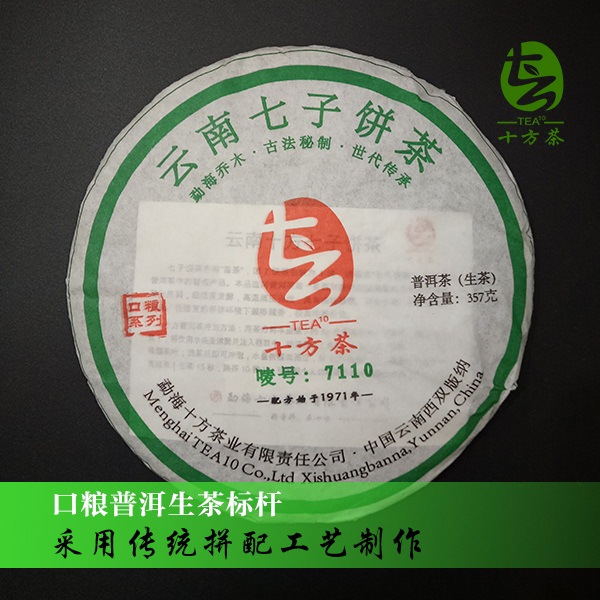 TEA10
十方茶
云南七子饼茶
勐海乔木·古法秘制·世代传承
普洱茶（生茶）
净含量：357克
口粮
系列
TEA10
十方茶
唛号：7110
配方始于1971年
勐海十方茶业有限责任公司·中国云南西双版纳
Menghai TEA10 Co.,Ltd Xishuangbanna,Yunnan,China
口粮普洱生茶标杆
采用传统拼配工艺制作